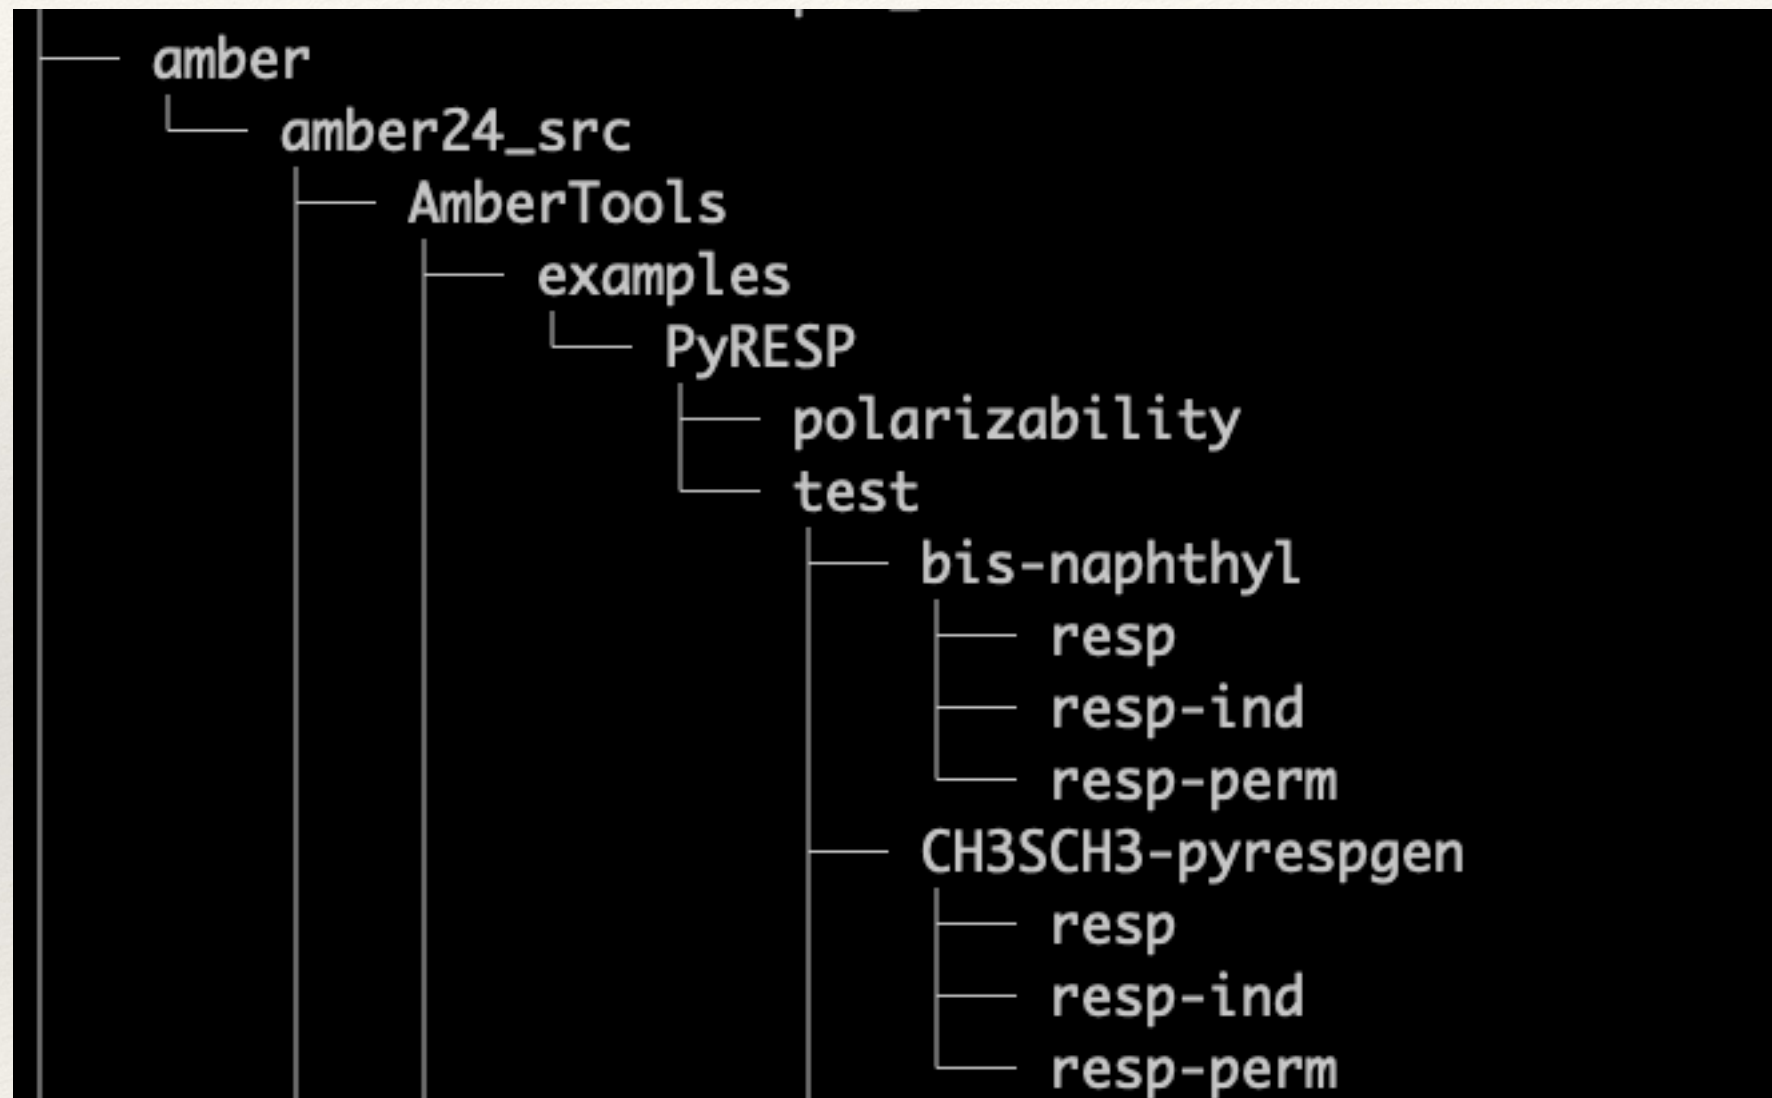 amber
amber24_src
AmberTools
examples
PyRESP
polarizability
test
bis-naphthyl
resp
resp-ind
resp-perm
CH3SCH3-pyrespgen
resp
resp-ind
resp-perm